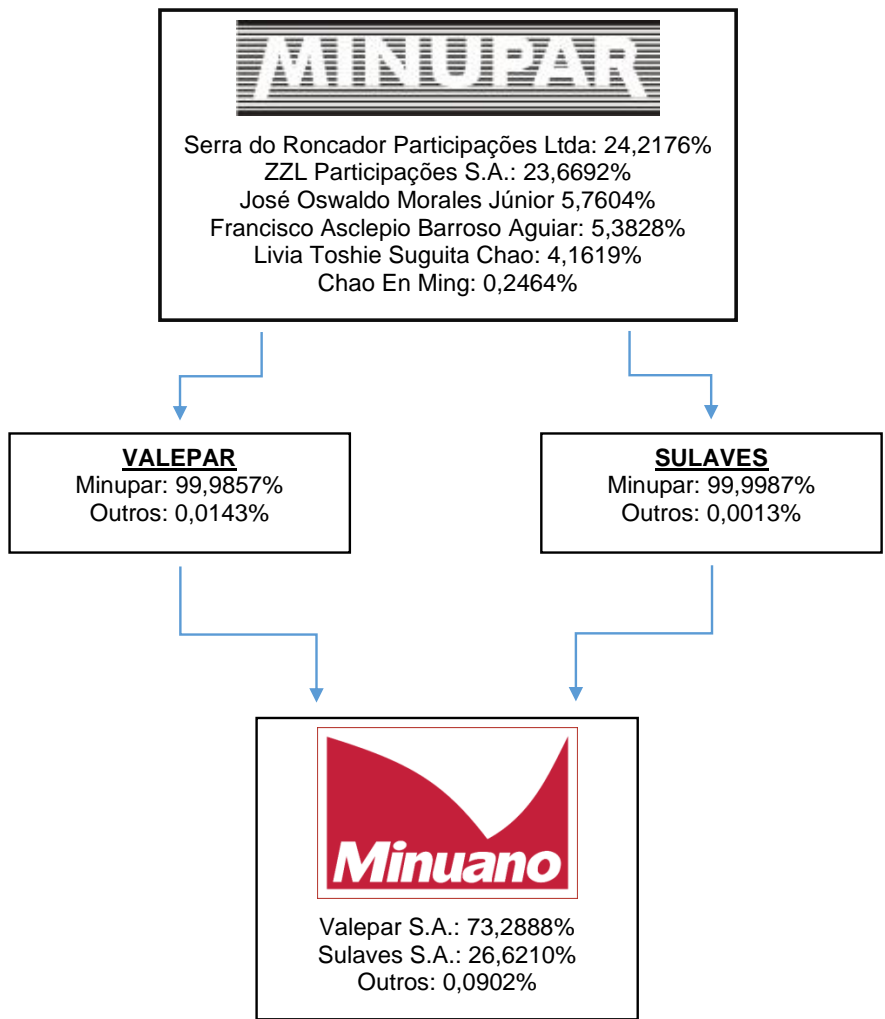 MINUPAR
Serra do Roncador Participações Ltda: 24,2176%
ZZL Participações S.A.: 23,6692%
José Oswaldo Morales Júnior 5,7604%
Francisco Asclepio Barroso Aguiar: 5,3828%
Livia Toshie Suguita Chao: 4,1619%
Chao En Ming: 0,2464%
VALEPAR
Minupar: 99,9857%
Outros: 0,0143%
SULAVES
Minupar: 99,9987%
Outros: 0,0013%
Minuano
Valepar S.A.: 73,2888%
Sulaves S.A.: 26,6210%
Outros: 0,0902%